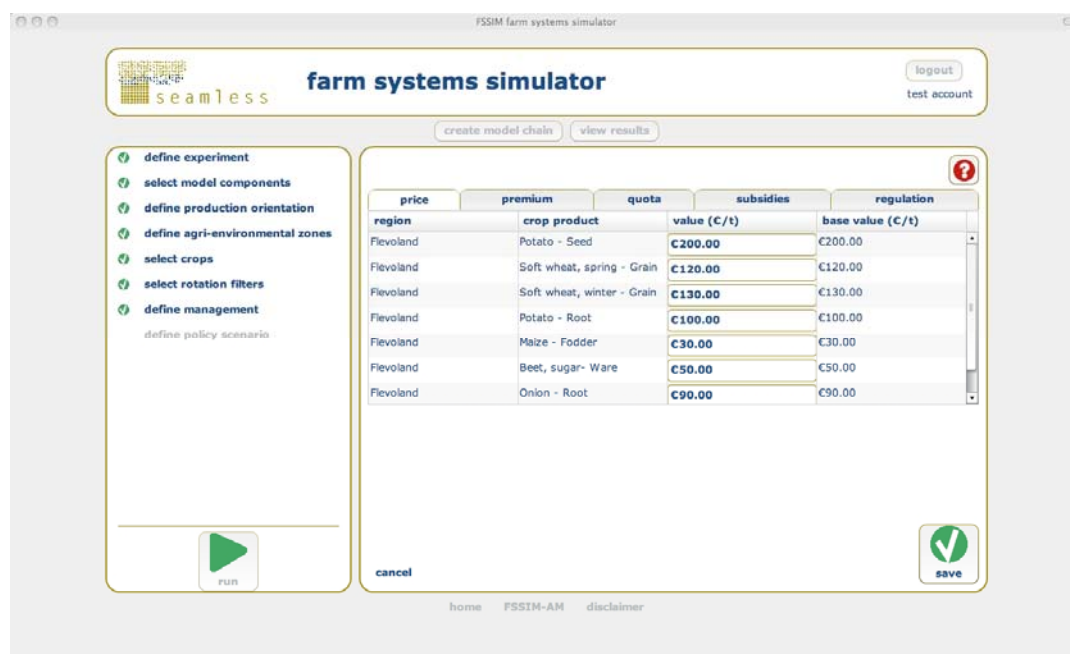 FSSIM farm systems simulator
seamless
farm systems simulator
logout
test account
create model chain
view results
define experiment
select model components
define production orientation
define agri-environmental zones
select crops
select rotation filters
define management
define policy scenario
run
?
price premium quota subsidies regulation
region crop product value (€/t) base value (€/t)
Flevoland Potato - Seed €200.00 €200.00
Flevoland Soft wheat, spring - Grain €120.00 €120.00
Flevoland Soft wheat, winter - Grain €130.00 €130.00
Flevoland Potato - Root €100.00 €100.00
Flevoland Maize - Fodder €30.00 €30.00
Flevoland Beet, sugar- Ware €50.00 €50.00
Flevoland Onion - Root €90.00 €90.00
cancel
save
home FSSIM-AM disclaimer